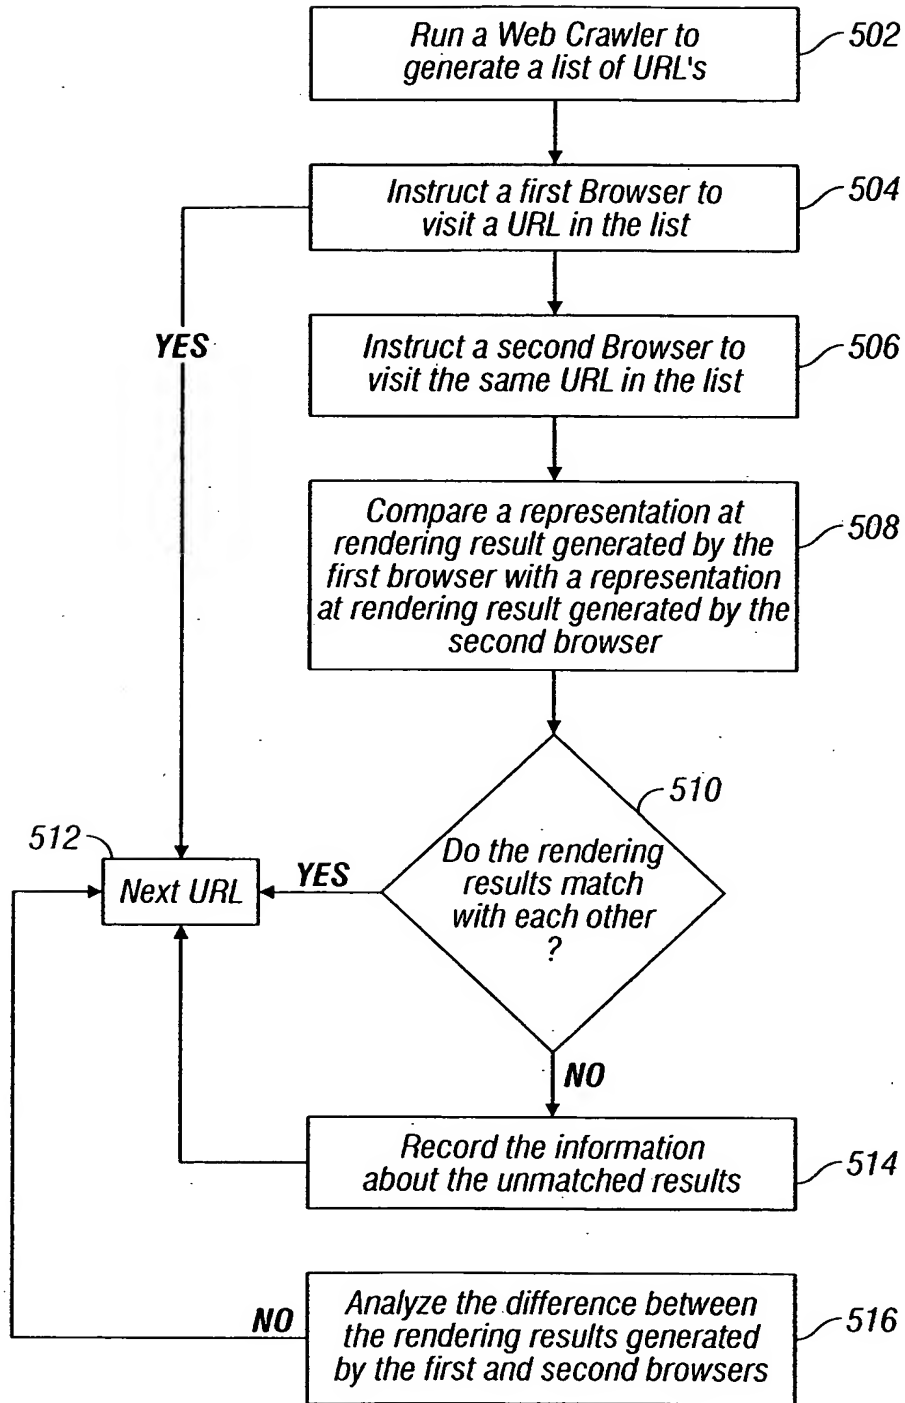 Run a Web Crawler to
generate a list of URL's
502
Instruct a first Browser to
visit a URL in the list
504
YES
Instruct a second Browser to
visit the same URL in the list
506
Compare a representation at
rendering result generated by the
first browser with a representation
at rendering result generated by the
second browser
508
510
Do the rendering
results match
with each other
?
512
Next URL
YES
NO
Record the information
about the unmatched results
514
NO
Analyze the difference between
the rendering results generated
by the first and second browsers
516